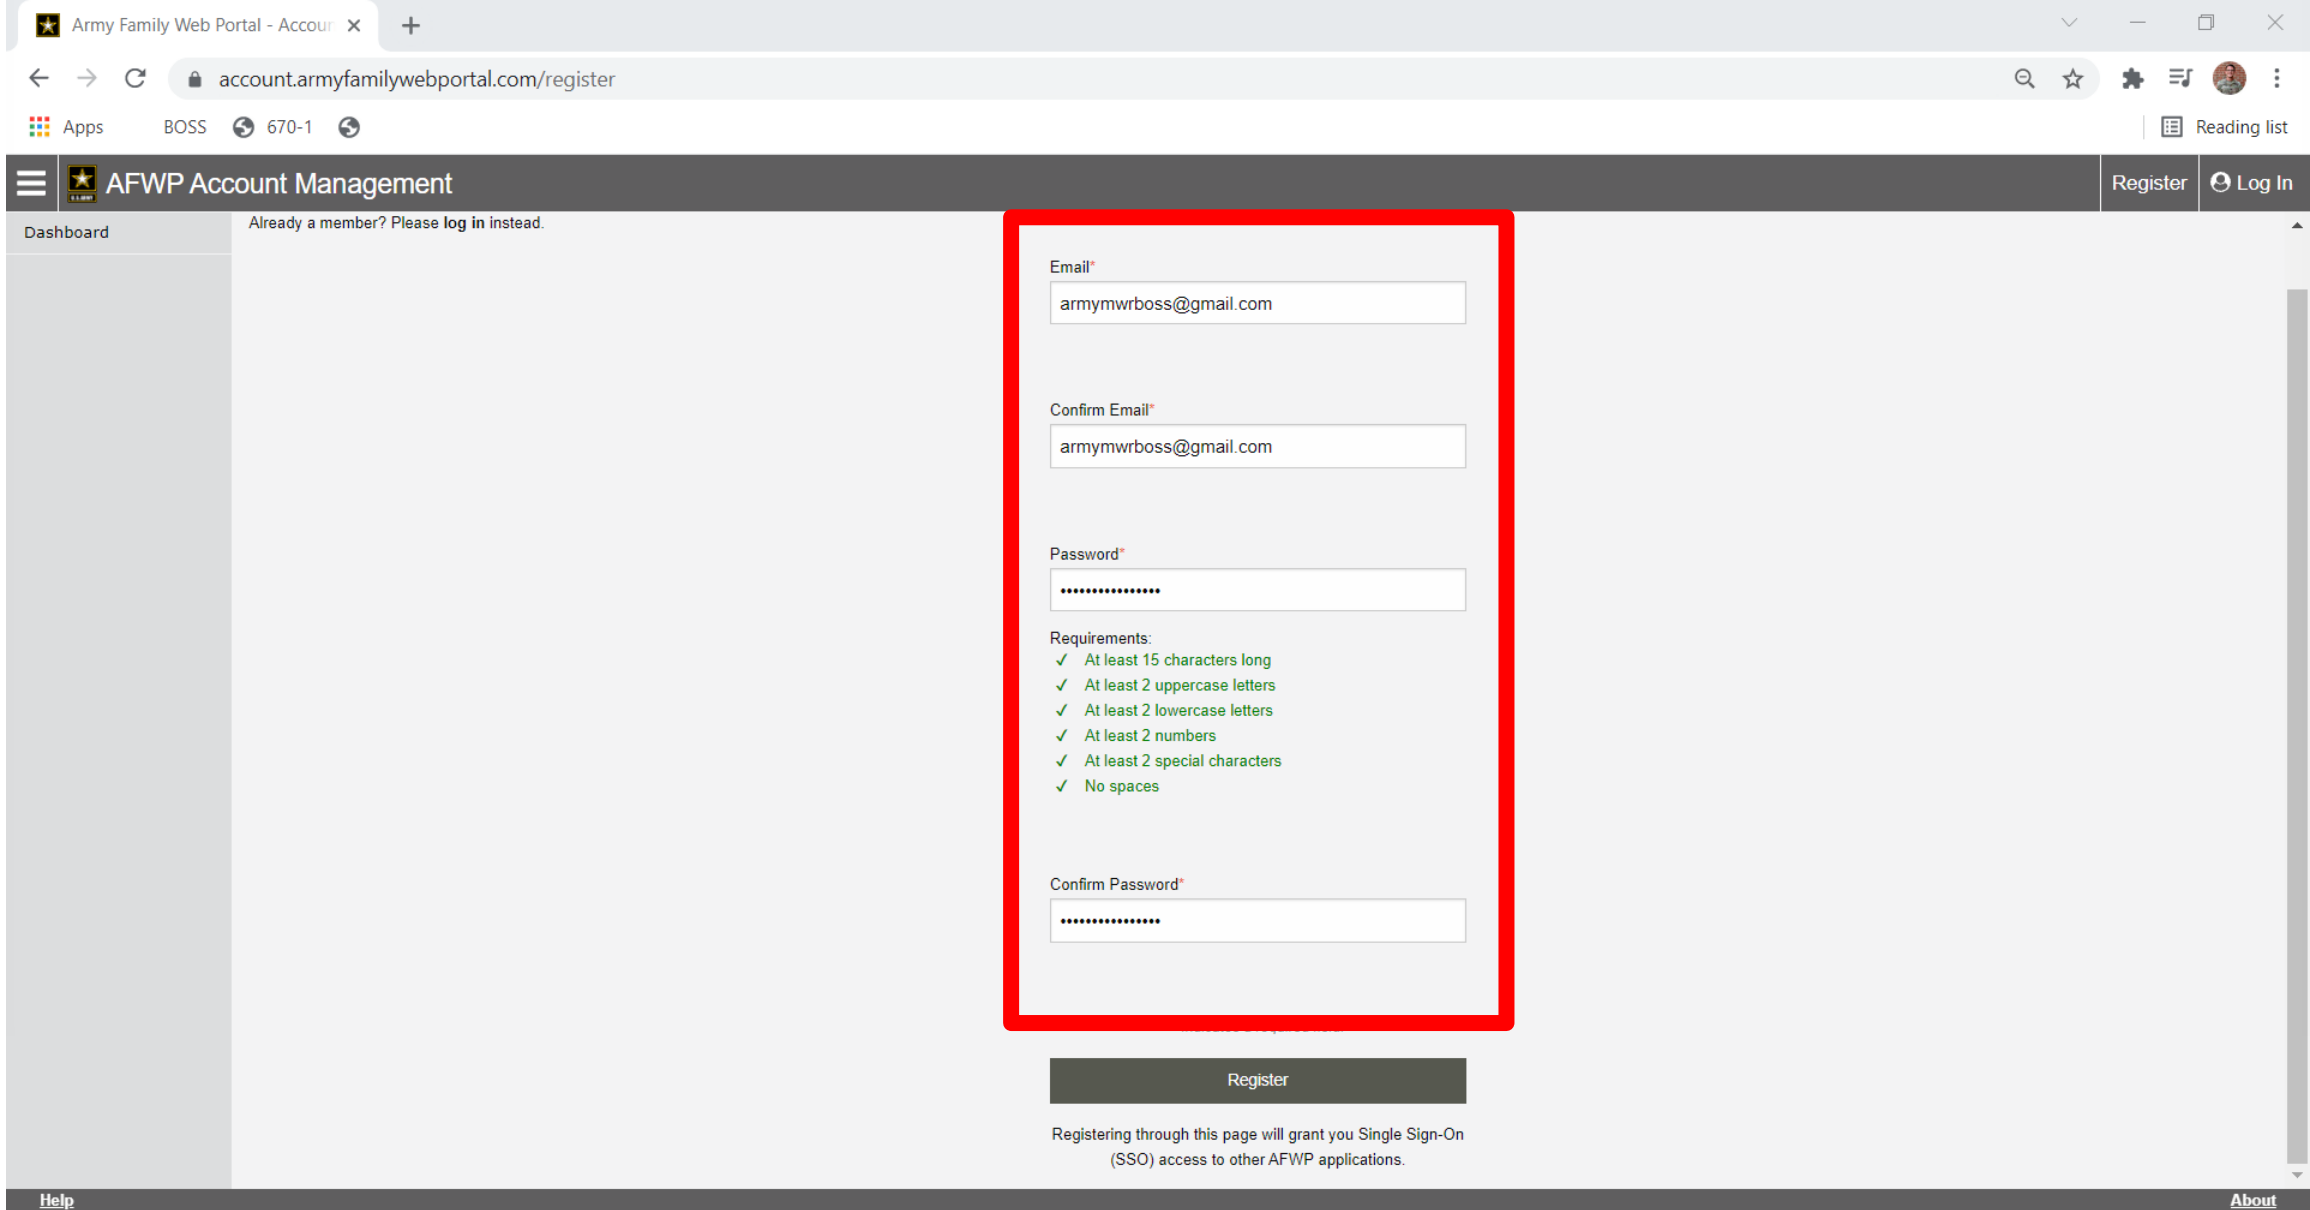 Army Family Web Portal - Accoun
account.armyfamilywebportal.com/register
Apps BOSS 670-1 Reading list
AFWP Account Management Register Log In
Dashboard
Already a member? Please log in instead.
Email*
armymwrboss@gmail.com
Confirm Email*
armymwrboss@gmail.com
Password*
••••••••••••••••
Requirements:
✓ At least 15 characters long
✓ At least 2 uppercase letters
✓ At least 2 lowercase letters
✓ At least 2 numbers
✓ At least 2 special characters
✓ No spaces
Confirm Password*
••••••••••••••••
Register
Registering through this page will grant you Single Sign-On
(SSO) access to other AFWP applications.
Help About